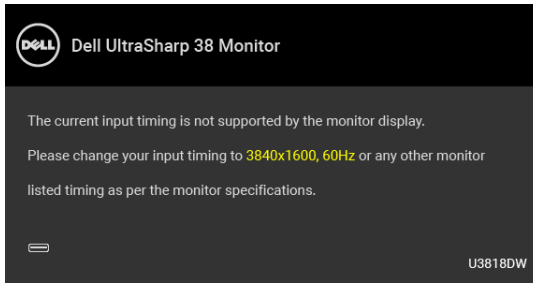 DELL
Dell UltraSharp 38 Monitor
The current input timing is not supported by the monitor display.
Please change your input timing to 3840x1600, 60Hz or any other monitor
listed timing as per the monitor specifications.
U3818DW